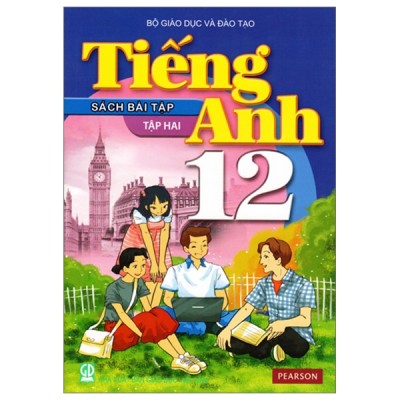 BỘ GIÁO DỤC VÀ ĐÀO TẠO
Tiếng
SÁCH BÀI TẬP
TẬP HAI
Anh
12
PEARSON